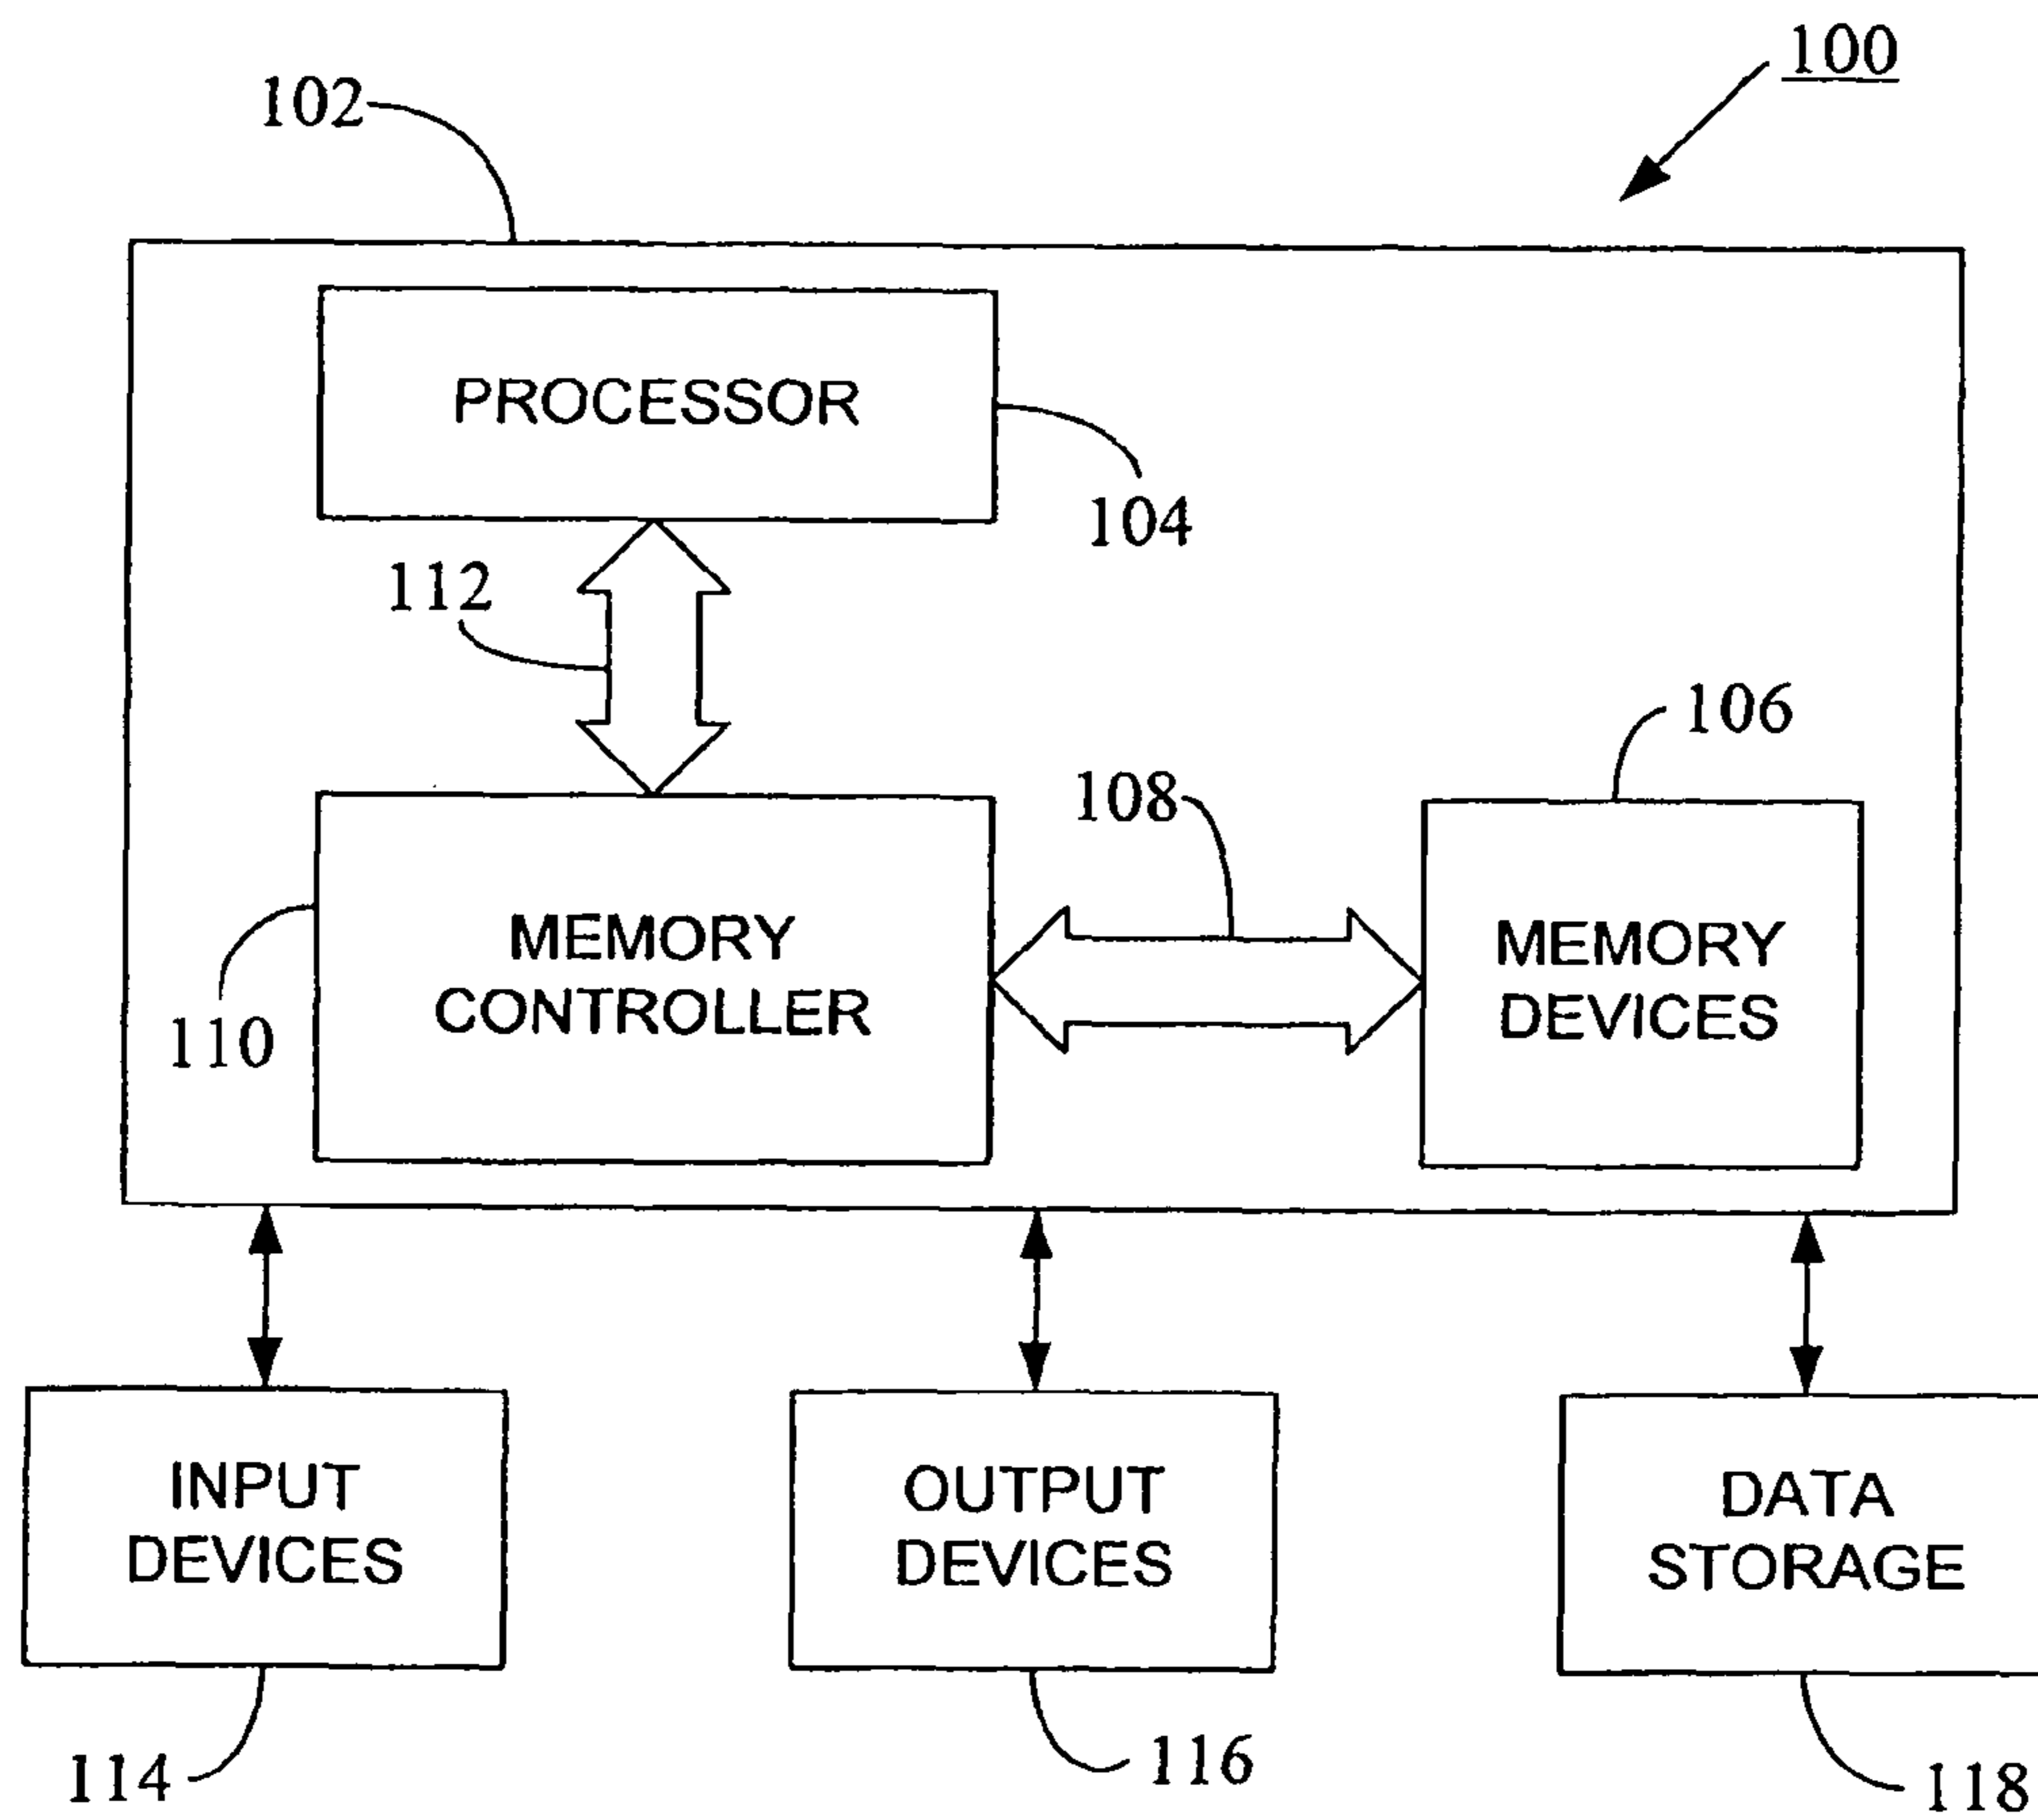 100
102
PROCESSOR
104
112
106
108
MEMORY
CONTROLLER
MEMORY
DEVICES
110
INPUT
DEVICES
OUTPUT
DEVICES
DATA
STORAGE
114
116
118